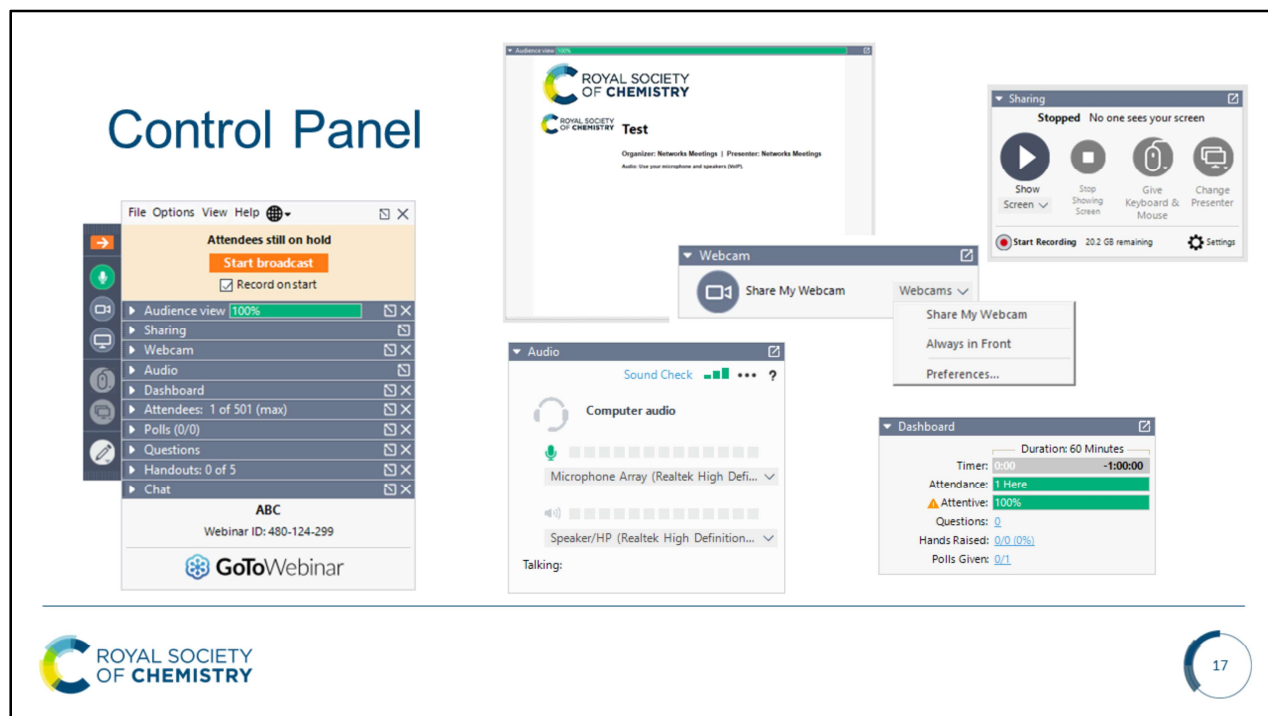 Control Panel
File Options View Help
Attendees still on hold
Start broadcast
Record on start
Audience view 100%
Sharing
Webcam
Audio
Dashboard
Attendees: 1 of 501 (max)
Polls (0/0)
Questions
Handouts: 0 of 5
Chat
ABC
Webinar ID: 480-124-299
GoToWebinar
Audience view 100%
ROYAL SOCIETY
OF CHEMISTRY
ROYAL SOCIETY
OF CHEMISTRY
Test
Organizer: Networks Meetings | Presenter: Networks Meetings
Audio: Use your microphone and speakers (VoIP).
Sharing
Stopped No one sees your screen
Show
Screen
Stop
Showing
Screen
Give
Keyboard &
Mouse
Change
Presenter
Start Recording 20.2 GB remaining Settings
Webcam
Share My Webcam Webcams
Share My Webcam
Always in Front
Preferences...
Audio
Sound Check ... ?
Computer audio
Microphone Array (Realtek High Defi...
Speaker/HP (Realtek High Definition...
Talking:
Dashboard
Duration: 60 Minutes
Timer: 0:00 -1:00:00
Attendance: 1 Here
Attentive: 100%
Questions: 0
Hands Raised: 0/0 (0%)
Polls Given: 0/1
ROYAL SOCIETY
OF CHEMISTRY
17